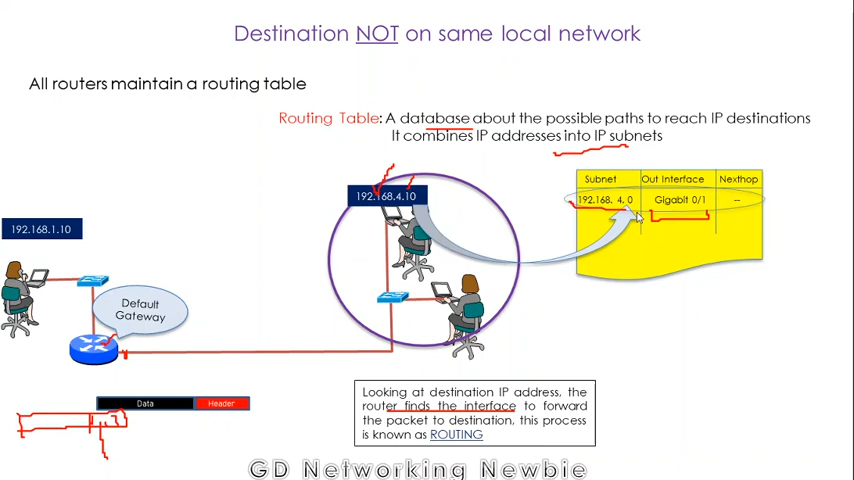 Destination NOT on same local network
All routers maintain a routing table
Routing Table: A database about the possible paths to reach IP destinations
It combines IP addresses into IP subnets
192.168.4.10
Subnet Out Interface Nexthop
192.168. 4. 0 Gigabit 0/1 --
192.168.1.10
Default
Gateway
Data Header
Looking at destination IP address, the
router finds the interface to forward
the packet to destination, this process
is known as ROUTING
GD Networking Newbie